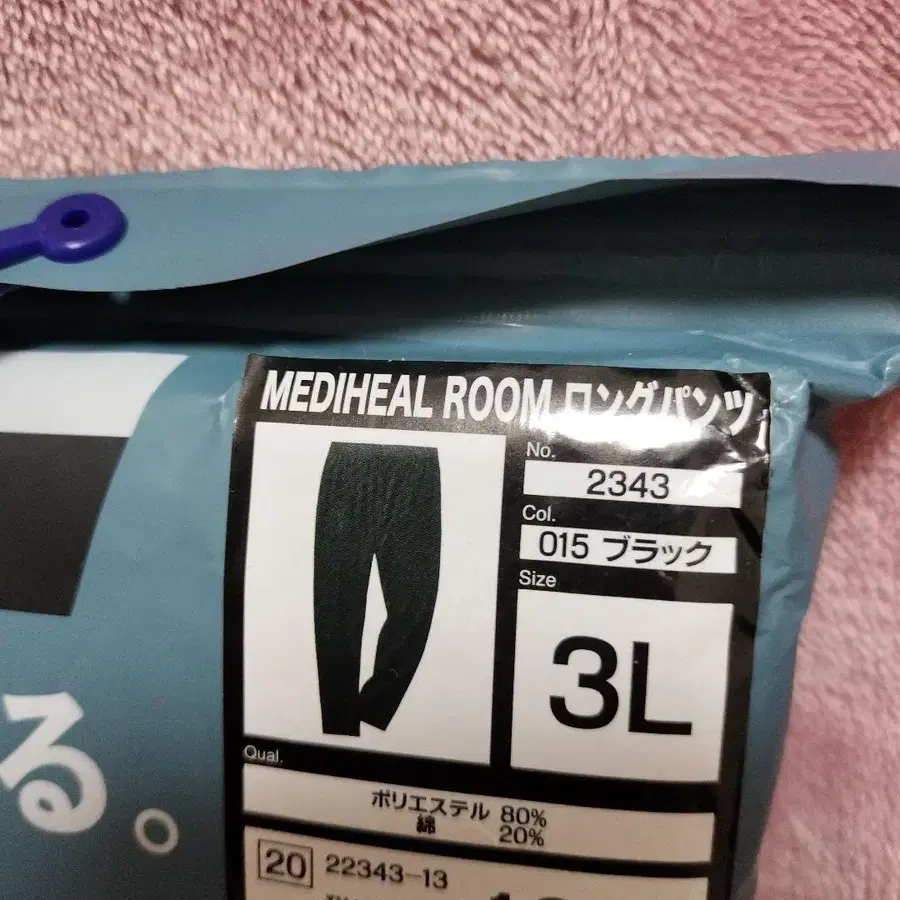 MEDIHEAL ROOM ロングパンツ
No.
2343
Col.
015 ブラック
Size
3L
Qual.
ポリエステル 80%
綿 20%
20 22343-13
る。